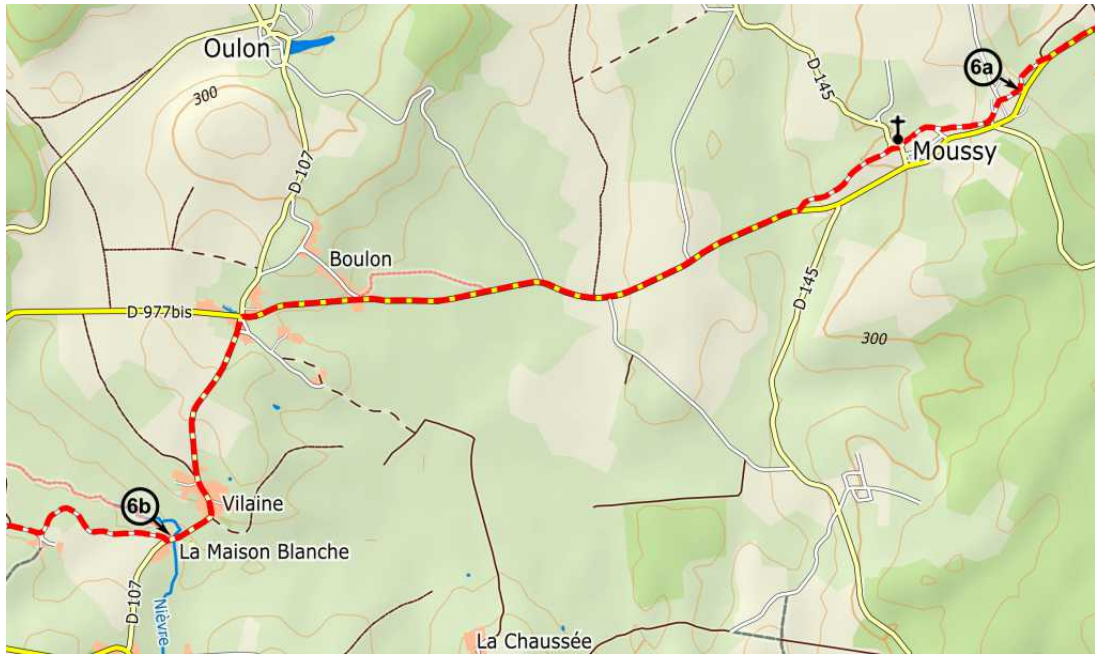 Oulon
300
D 107
D 145
6a
Moussy
Boulon
D 977bis
D 145
300
6b
Vilaine
La Maison Blanche
D 107
Nièvre
La Chaussée